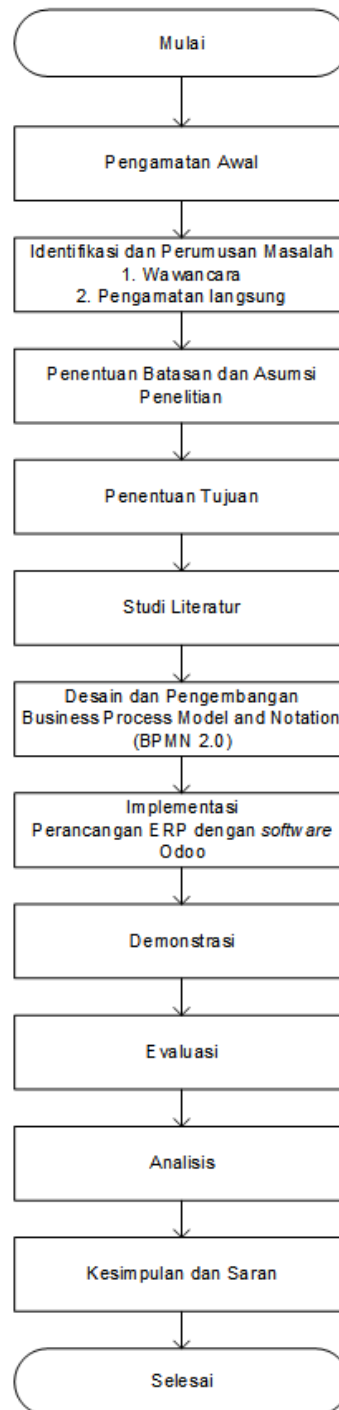 Mulai
Pengamatan Awal
Identifikasi dan Perumusan Masalah
1. Wawancara
2. Pengamatan langsung
Penentuan Batasan dan Asumsi
Penelitian
Penentuan Tujuan
Studi Literatur
Desain dan Pengembangan
Business Process Model and Notation
(BPMN 2.0)
Implementasi
Perancangan ERP dengan software
Odoo
Demonstrasi
Evaluasi
Analisis
Kesimpulan dan Saran
Selesai